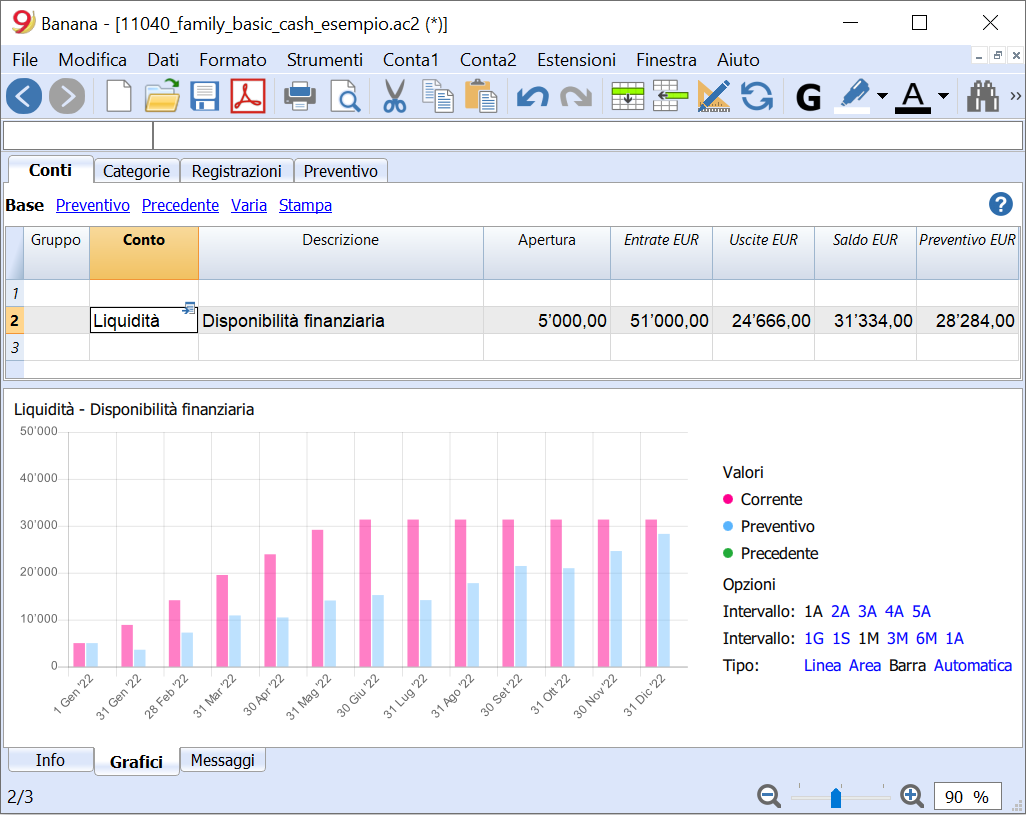 Banana - [11040_family_basic_cash_esempio.ac2 (*)]
File Modifica Dati Formato Strumenti Conta1 Conta2 Estensioni Finestra Aiuto
G A »
Conti Categorie Registrazioni Preventivo
Base Preventivo Precedente Varia Stampa ?
Gruppo Conto Descrizione Apertura Entrate EUR Uscite EUR Saldo EUR Preventivo EUR
1
2 Liquidità Disponibilità finanziaria 5’000,00 51’000,00 24’666,00 31’334,00 28’284,00
3
Liquidità - Disponibilità finanziaria
50'000
40'000
30'000
20'000
10'000
0
1 Gen '22 31 Gen '22 28 Feb '22 31 Mar '22 30 Apr '22 31 Mag '22 30 Giu '22 31 Lug '22 31 Ago '22 30 Set '22 31 Ott '22 30 Nov '22 31 Dic '22
Valori
Corrente
Preventivo
Precedente
Opzioni
Intervallo: 1A 2A 3A 4A 5A
Intervallo: 1G 1S 1M 3M 6M 1A
Tipo: Linea Area Barra Automatica
Info Grafici Messaggi
2/3 90 %